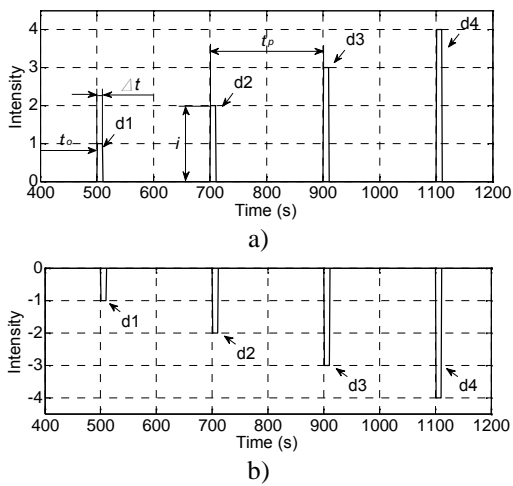 4
3
2
1
0
Intensity
t_p
d3
d4
Δt
d2
d1
t_o
i
400 500 600 700 800 900 1000 1100 1200
Time (s)
a)
0
-1
-2
-3
-4
Intensity
d1
d2
d3
d4
400 500 600 700 800 900 1000 1100 1200
Time (s)
b)